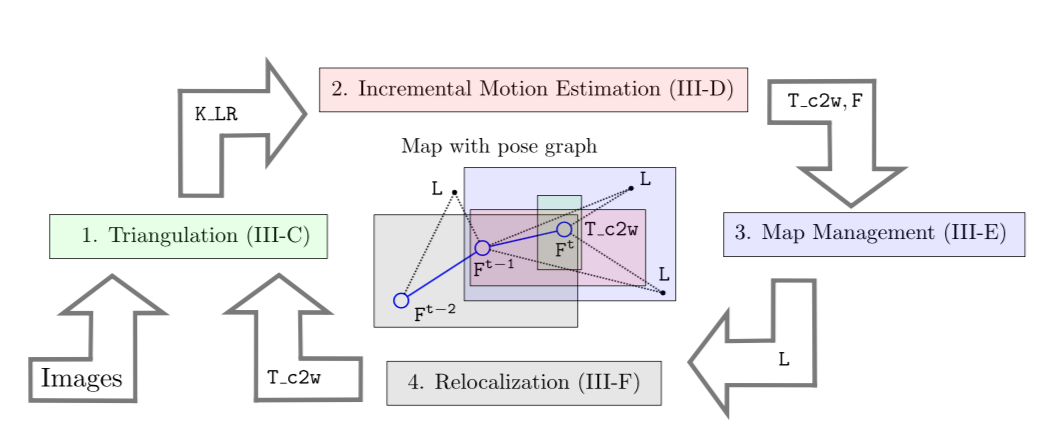 2. Incremental Motion Estimation (III-D)
K_LR
T_c2w, F
Map with pose graph
L
L
1. Triangulation (III-C)
T_c2w
F^t
3. Map Management (III-E)
F^{t-1}
L
F^{t-2}
Images
T_c2w
4. Relocalization (III-F)
L